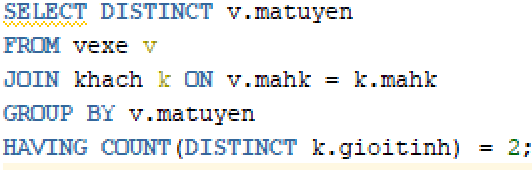 SELECT DISTINCT v.matuyen
FROM vexe v
JOIN khach k ON v.mahk = k.mahk
GROUP BY v.matuyen
HAVING COUNT(DISTINCT k.gioitinh) = 2;